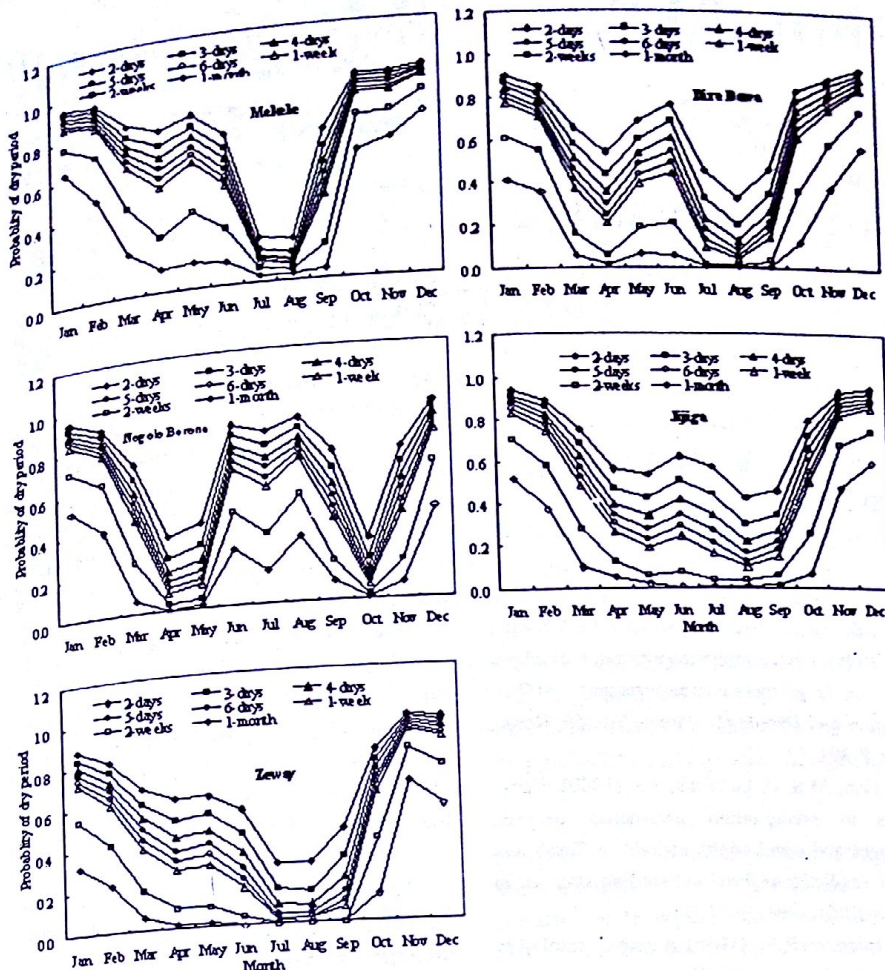 2-days 3-days 4-days
5-days 6-days 1-week
2-weeks 1-month
Mekele
Probability of dry period
1.2
1.0
0.8
0.6
0.4
0.2
0.0
Jan Feb Mar Apr May Jun Jul Aug Sep Oct Nov Dec
2-days 3-days 4-days
5-days 6-days 1-week
2-weeks 1-month
Dire Dawa
1.2
1.0
0.8
0.6
0.4
0.2
0.0
Jan Feb Mar Apr May Jun Jul Aug Sep Oct Nov Dec
2-days 3-days 4-days
5-days 6-days 1-week
2-weeks 1-month
Negele Borena
Probability of dry period
1.2
1.0
0.8
0.6
0.4
0.2
0.0
Jan Feb Mar Apr May Jun Jul Aug Sep Oct Nov Dec
2-days 3-days 4-days
5-days 6-days 1-week
2-weeks 1-month
Jijiga
1.2
1.0
0.8
0.6
0.4
0.2
0.0
Jan Feb Mar Apr May Jun Jul Aug Sep Oct Nov Dec
Month
2-days 3-days 4-days
5-days 6-days 1-week
2-weeks 1-month
Zeway
Probability of dry period
1.2
1.0
0.8
0.6
0.4
0.2
0.0
Jan Feb Mar Apr May Jun Jul Aug Sep Oct Nov Dec
Month